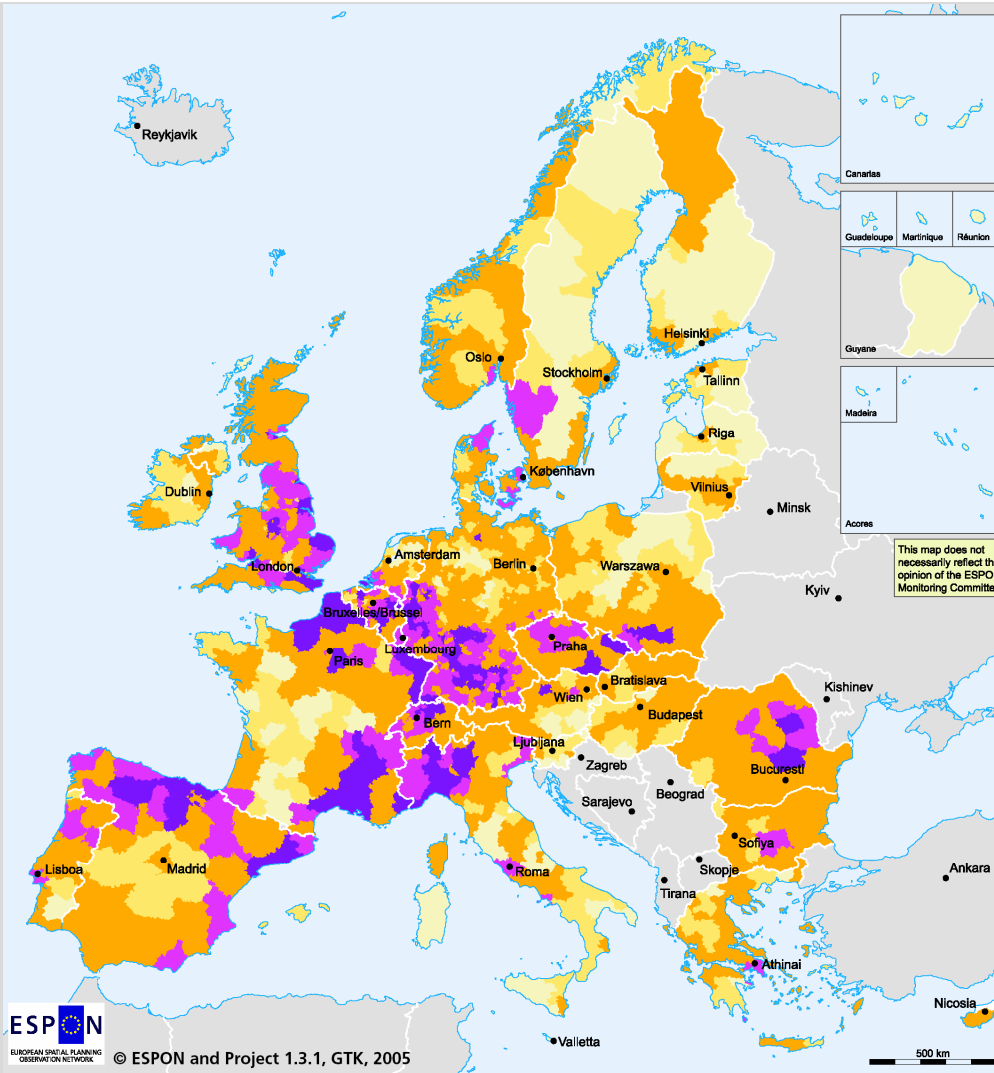 Reykjavik
Canarias
Guadeloupe
Martinique
Réunion
Guyane
Madeira
Acores
This map does not
necessarily reflect th
opinion of the ESPO
Monitoring Committe
Helsinki
Oslo
Stockholm
Tallinn
Riga
København
Vilnius
Dublin
Minsk
London
Amsterdam
Berlin
Warszawa
Kyiv
Bruxelles/Brussel
Praha
Luxembourg
Paris
Kishinev
Wien
Bratislava
Bern
Budapest
Ljubljana
Zagreb
Bucuresti
Beograd
Sarajevo
Sofiya
Skopje
Ankara
Lisboa
Madrid
Roma
Tirana
Athinai
Nicosia
Valletta
ESPON
EUROPEAN SPATIAL PLANNING
OBSERVATION NETWORK
© ESPON and Project 1.3.1, GTK, 2005
500 km